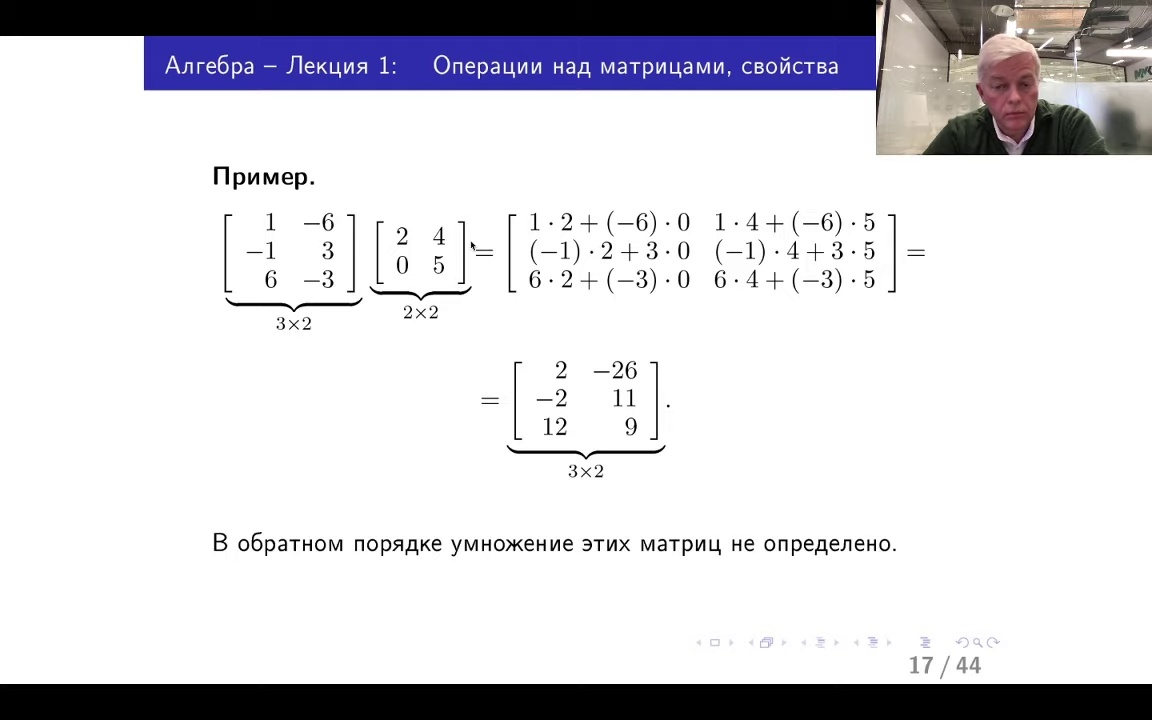 Алгебра – Лекция 1: Операции над матрицами, свойства
Пример.
[ 1 −6 ] [ 2 4 ] = [ 1 · 2 + (−6) · 0 1 · 4 + (−6) · 5 ] =
[ −1 3 ] [ 0 5 ] [ (−1) · 2 + 3 · 0 (−1) · 4 + 3 · 5 ]
[ 6 −3 ] [ 6 · 2 + (−3) · 0 6 · 4 + (−3) · 5 ]
3×2 2×2
= [ 2 −26 ] .
[ −2 11 ]
[ 12 9 ]
3×2
В обратном порядке умножение этих матриц не определено.
17 / 44